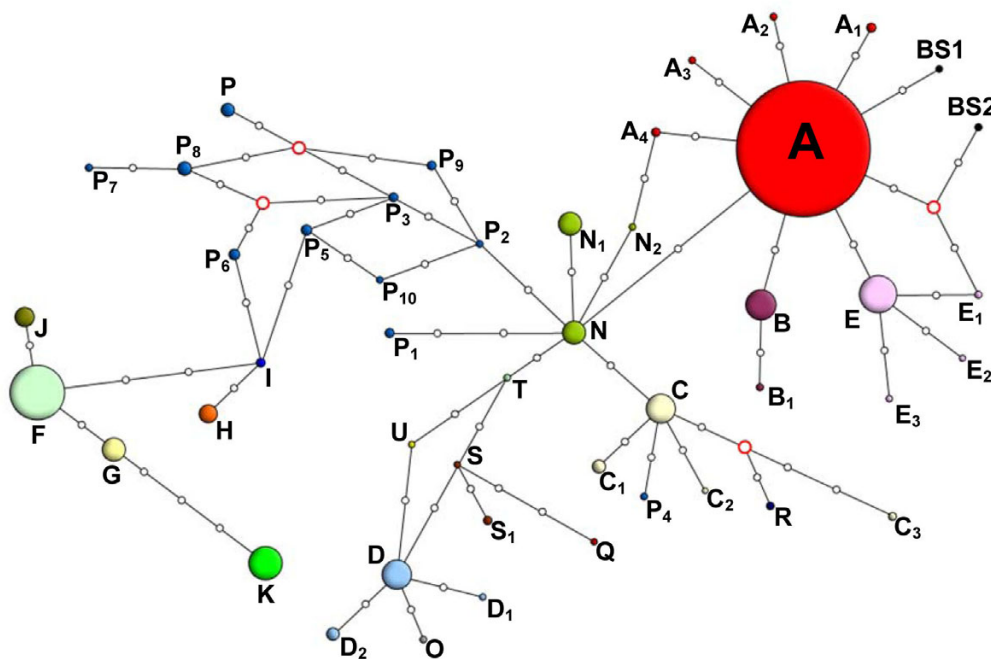 A₂
A₁
BS1
A₃
BS2
P
A₄
A
P₈
P₉
P₇
P₃
N₁
N₂
P₂
P₅
P₆
P₁₀
E₁
B
E
J
P₁
N
I
T
E₂
B₁
E₃
C
F
H
U
G
S
C₁
P₄
C₂
R
C₃
S₁
Q
D
K
D₁
D₂
O